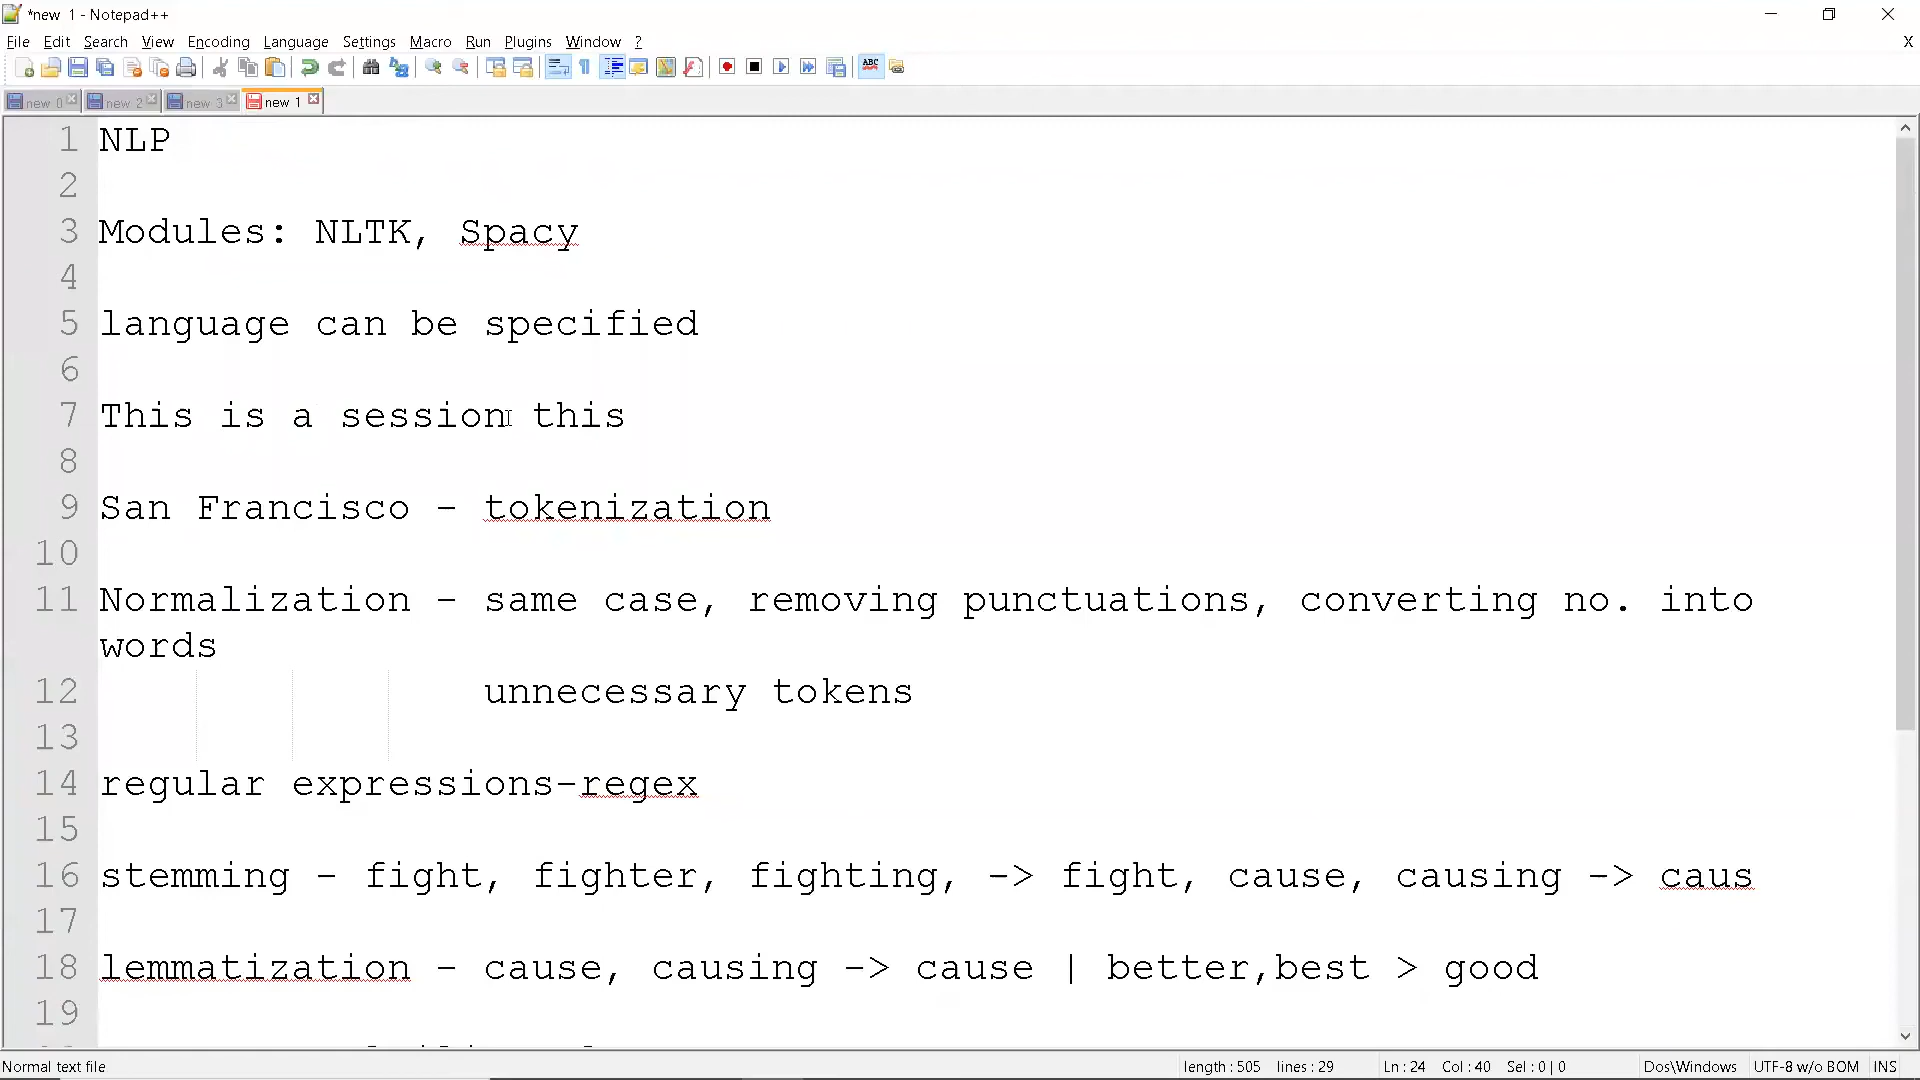 *new 1 - Notepad++
File Edit Search View Encoding Language Settings Macro Run Plugins Window ?
X
ABC
new 0 new 2 new 3 new 1
1 NLP
2
3 Modules: NLTK, Spacy
4
5 language can be specified
6
7 This is a session this
8
9 San Francisco - tokenization
10
11 Normalization - same case, removing punctuations, converting no. into
words
12 unnecessary tokens
13
14 regular expressions-regex
15
16 stemming - fight, fighter, fighting, -> fight, cause, causing -> caus
17
18 lemmatization - cause, causing -> cause | better,best > good
19
Normal text file length : 505 lines : 29 Ln : 24 Col : 40 Sel : 0 | 0 Dos\Windows UTF-8 w/o BOM INS